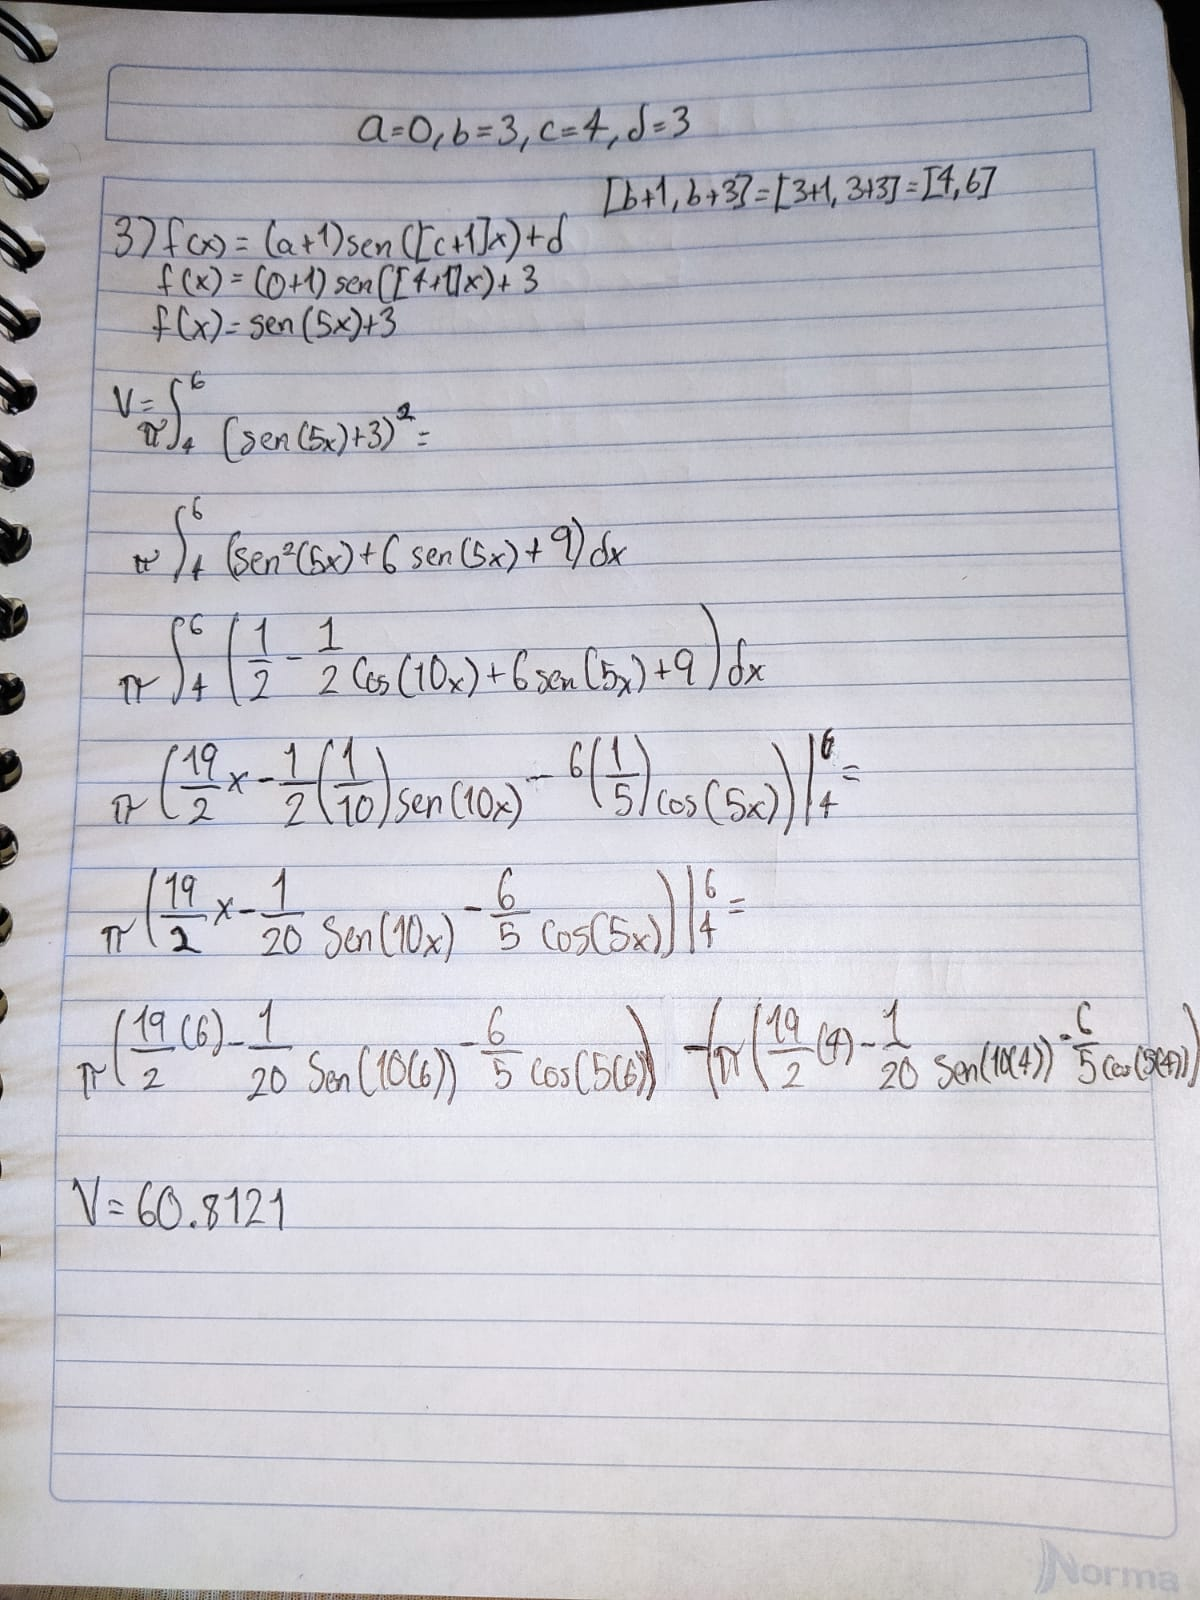 a=0, b=3, c=4, d=3
[b+1, b+3] = [3+1, 3+3] = [4, 6]
3) f(x) = (a+1) sen([c+1]x)+d
f(x) = (0+1) sen([4+1]x)+3
f(x) = sen(5x)+3
V = π∫₄⁶ (sen(5x)+3)² =
π∫₄⁶ (sen²(5x)+6 sen(5x)+9)dx
π∫₄⁶ (1/2 - 1/2 Cos(10x)+6 sen(5x)+9)dx
π(19/2 x - 1/2(1/10)sen(10x) - 6(1/5)cos(5x))|₄⁶ =
π(19/2 x - 1/20 Sen(10x) - 6/5 Cos(5x))|₄⁶ =
π(19/2 (6) - 1/20 Sen(10(6)) - 6/5 cos(5(6))) - (π(19/2 (4) - 1/20 Sen(10(4)) - 6/5 cos(5(4)))
V = 60.8121
Norma